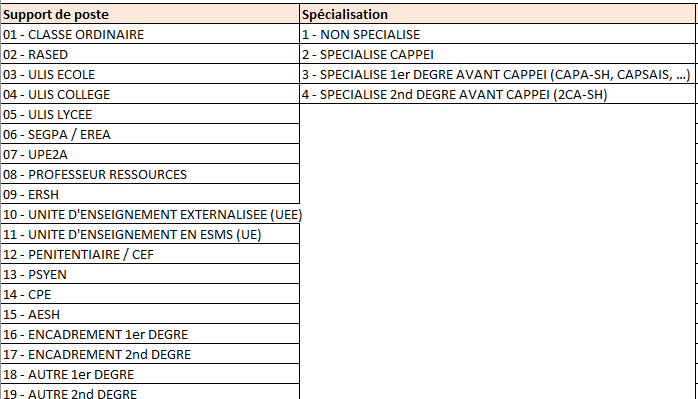 Support de poste Spécialisation
01 - CLASSE ORDINAIRE 1 - NON SPECIALISE
02 - RASED 2 - SPECIALISE CAPPEI
03 - ULIS ECOLE 3 - SPECIALISE 1er DEGRE AVANT CAPPEI (CAPA-SH, CAPSAIS, …)
04 - ULIS COLLEGE 4 - SPECIALISE 2nd DEGRE AVANT CAPPEI (2CA-SH)
05 - ULIS LYCEE
06 - SEGPA / EREA
07 - UPE2A
08 - PROFESSEUR RESSOURCES
09 - ERSH
10 - UNITE D'ENSEIGNEMENT EXTERNALISEE (UEE)
11 - UNITE D'ENSEIGNEMENT EN ESMS (UE)
12 - PENITENTIAIRE / CEF
13 - PSYEN
14 - CPE
15 - AESH
16 - ENCADREMENT 1er DEGRE
17 - ENCADREMENT 2nd DEGRE
18 - AUTRE 1er DEGRE
19 - AUTRE 2nd DEGRE